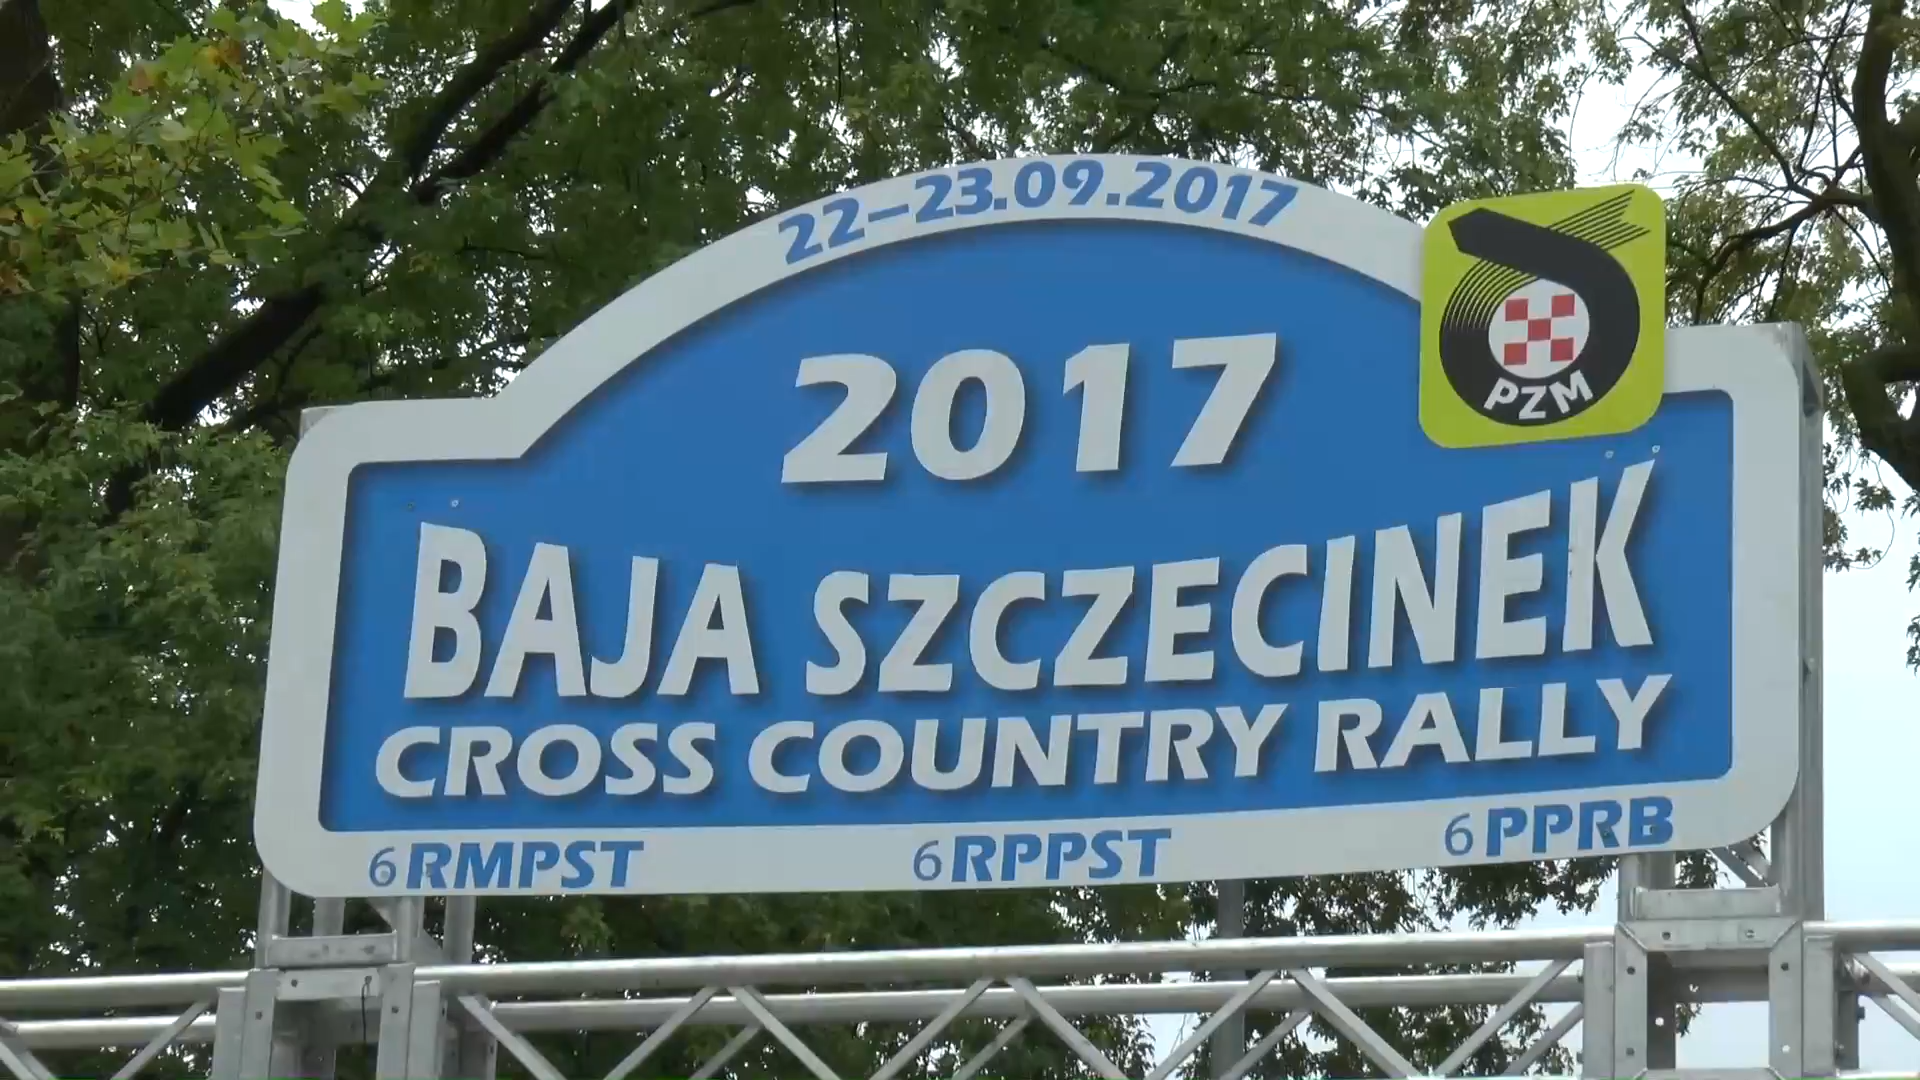 22–23.09.2017
PZM
2017
BAJA SZCZECINEK
CROSS COUNTRY RALLY
6 RMPST 6 RPPST 6 PPRB